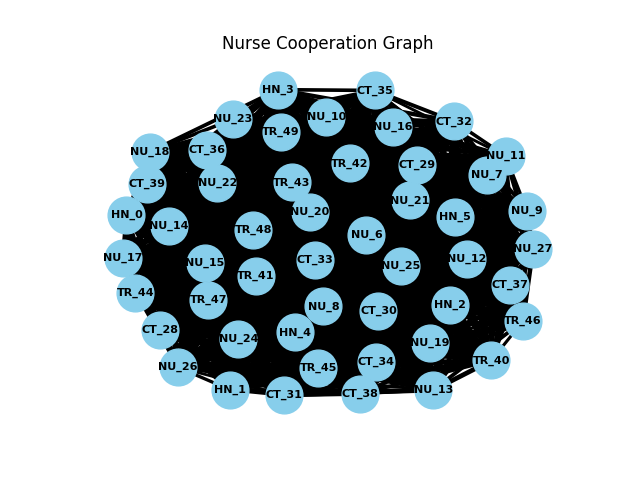 Nurse Cooperation Graph
HN_3
CT_35
NU_10
NU_23
CT_32
NU_16
TR_49
NU_18
CT_36
NU_11
TR_42
CT_29
NU_7
CT_39
NU_22
TR_43
NU_21
HN_0
NU_20
HN_5
NU_9
NU_14
TR_48
NU_6
NU_27
NU_17
NU_15
CT_33
NU_25
NU_12
TR_41
CT_37
TR_44
TR_47
NU_8
CT_30
HN_2
TR_46
CT_28
HN_4
NU_24
NU_19
NU_26
TR_45
CT_34
TR_40
HN_1
CT_31
CT_38
NU_13